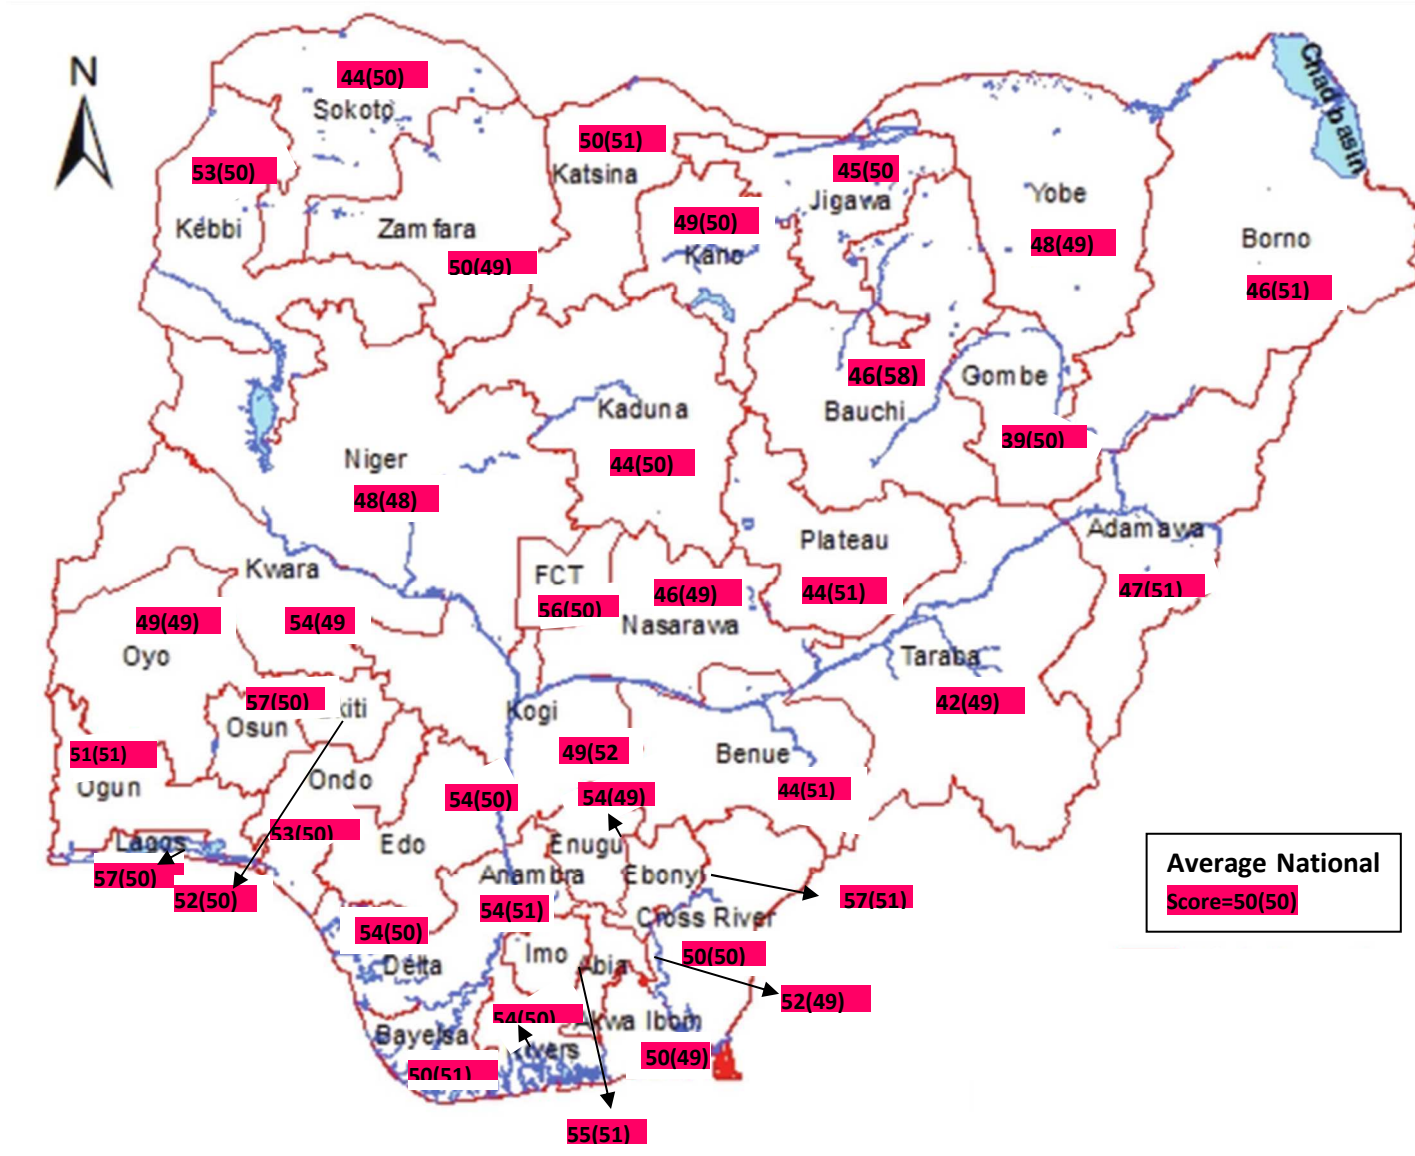 N
44(50)
Sokoto
50(51)
Katsina
53(50)
Kebbi
Zamfara
50(49)
49(50)
Kano
45(50
Jigawa
Yobe
48(49)
Chad basin
Borno
46(51)
46(58)
Bauchi
Gombe
39(50)
Kaduna
44(50)
Niger
48(48)
Plateau
44(51)
Adamawa
47(51)
FCT
56(50)
46(49)
Nasarawa
Kwara
54(49
49(49)
Oyo
Taraba
42(49)
57(50)
Osun
kiti
Kogi
49(52
Benue
44(51)
51(51)
Ogun
Ondo
53(50)
54(50)
54(49)
Edo
Enugu
Lagos
57(50)
52(50)
Anambra
54(51)
Ebonyi
57(51)
Cross River
50(50)
52(49)
54(50)
Delta
Imo
Abia
54(50)
Akwa Ibom
50(49)
Bayelsa
50(51)
Rivers
55(51)
Average National
Score=50(50)